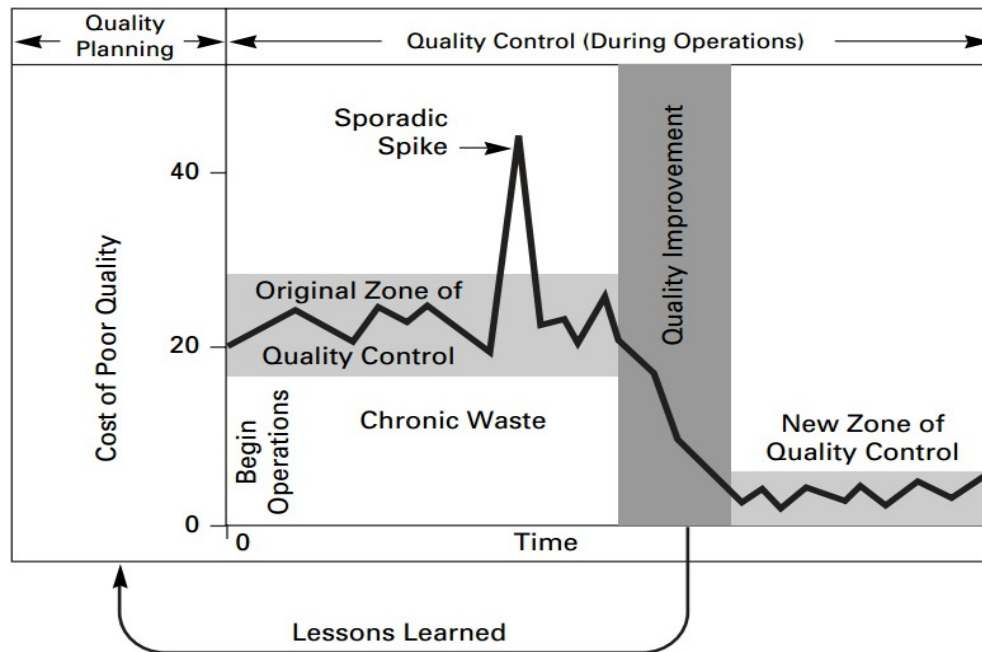 Quality
Planning
Quality Control (During Operations)
Sporadic
Spike
Quality Improvement
40
Cost of Poor Quality
Original Zone of
20
Quality Control
Begin
Operations
Chronic Waste
New Zone of
Quality Control
0
0
Time
Lessons Learned